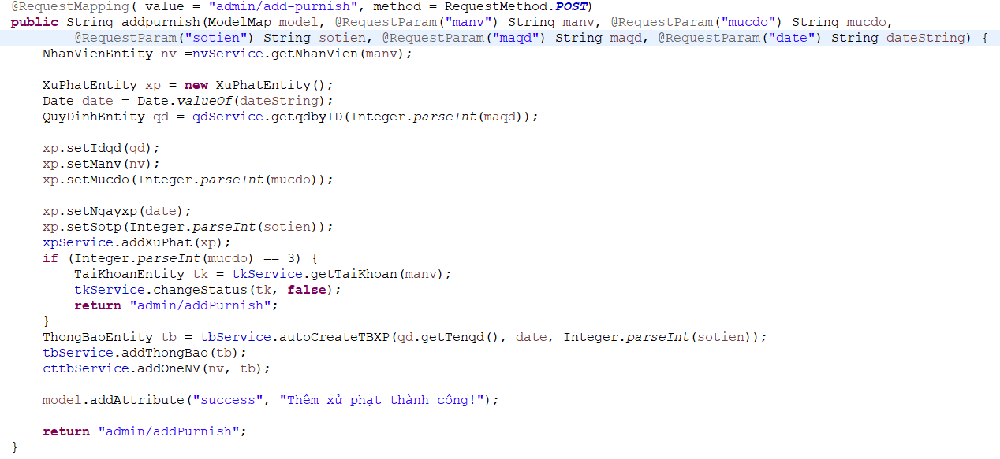 @RequestMapping( value = "admin/add-purnish", method = RequestMethod.POST)
public String addpurnish(ModelMap model, @RequestParam("manv") String manv, @RequestParam("mucdo") String mucdo,
@RequestParam("sotien") String sotien, @RequestParam("maqd") String maqd, @RequestParam("date") String dateString) {
NhanVienEntity nv =nvService.getNhanVien(manv);
XuPhatEntity xp = new XuPhatEntity();
Date date = Date.valueOf(dateString);
QuyDinhEntity qd = qdService.getqdbyID(Integer.parseInt(maqd));
xp.setIdqd(qd);
xp.setManv(nv);
xp.setMucdo(Integer.parseInt(mucdo));
xp.setNgayxp(date);
xp.setSotp(Integer.parseInt(sotien));
xpService.addXuPhat(xp);
if (Integer.parseInt(mucdo) == 3) {
TaiKhoanEntity tk = tkService.getTaiKhoan(manv);
tkService.changeStatus(tk, false);
return "admin/addPurnish";
}
ThongBaoEntity tb = tbService.autoCreateTBXP(qd.getTenqd(), date, Integer.parseInt(sotien));
tbService.addThongBao(tb);
cttbService.addOneNV(nv, tb);
model.addAttribute("success", "Thêm xử phạt thành công!");
return "admin/addPurnish";
}